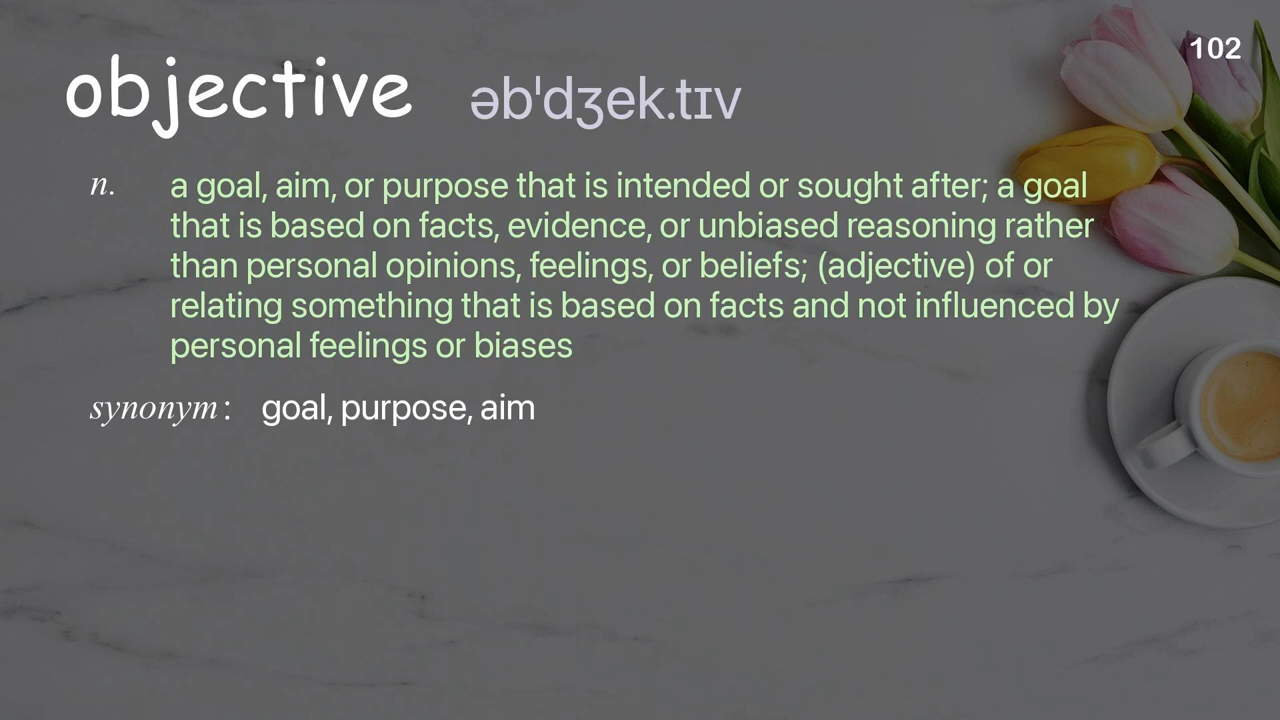 102
objective əbˈdʒek.tɪv
n. a goal, aim, or purpose that is intended or sought after; a goal
that is based on facts, evidence, or unbiased reasoning rather
than personal opinions, feelings, or beliefs; (adjective) of or
relating something that is based on facts and not influenced by
personal feelings or biases
synonym: goal, purpose, aim